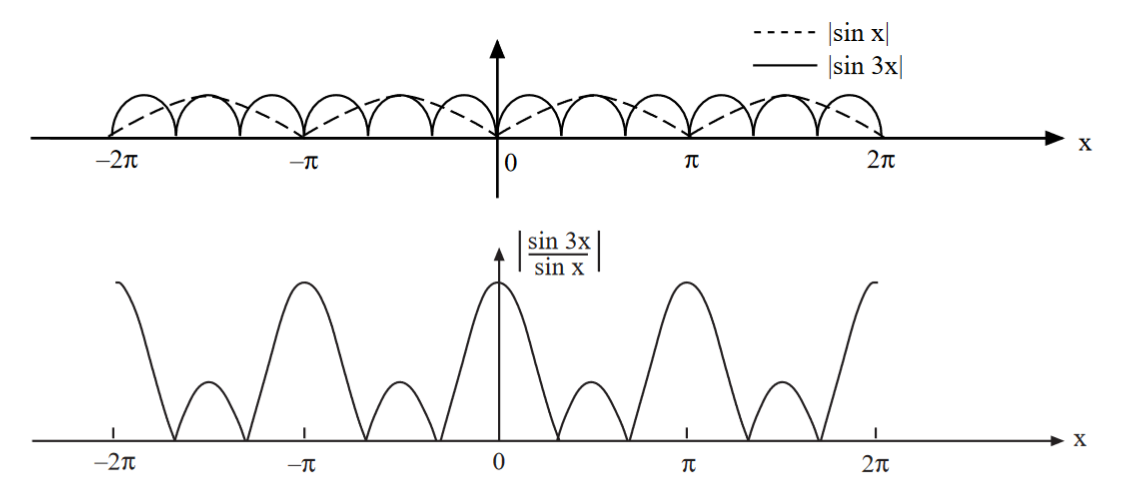 |sin x|
|sin 3x|
x
–2π –π 0 π 2π
|sin 3x / sin x|
x
–2π –π 0 π 2π